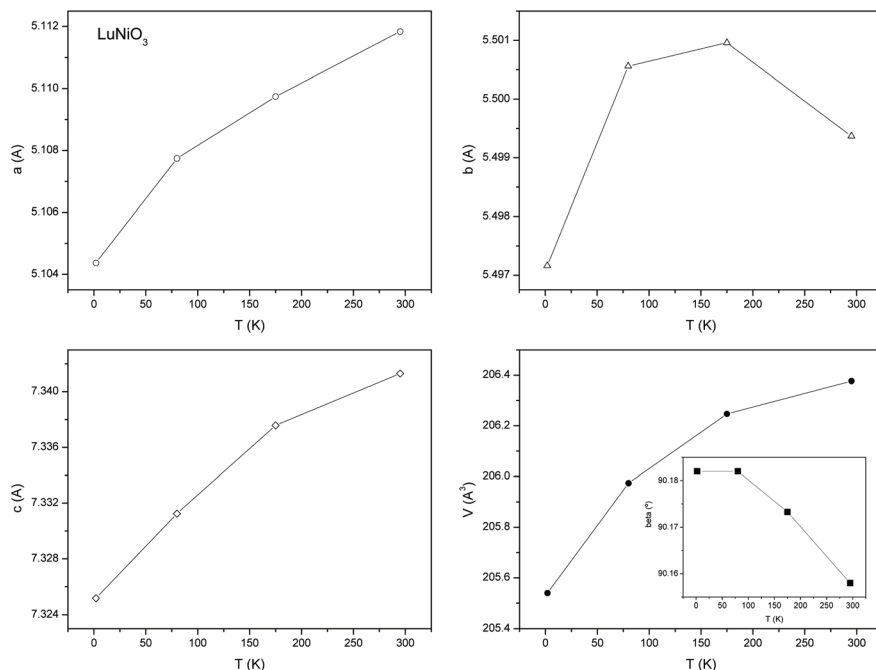 LuNiO3
5.112
5.110
5.108
5.106
5.104
a (A)
0 50 100 150 200 250 300
T (K)
5.501
5.500
5.499
5.498
5.497
b (A)
0 50 100 150 200 250 300
T (K)
7.340
7.336
7.332
7.328
7.324
c (A)
0 50 100 150 200 250 300
T (K)
206.4
206.2
206.0
205.8
205.6
205.4
V (A3)
0 50 100 150 200 250 300
T (K)
90.18
90.17
90.16
beta (º)
0 50 100 150 200 250 300
T (K)